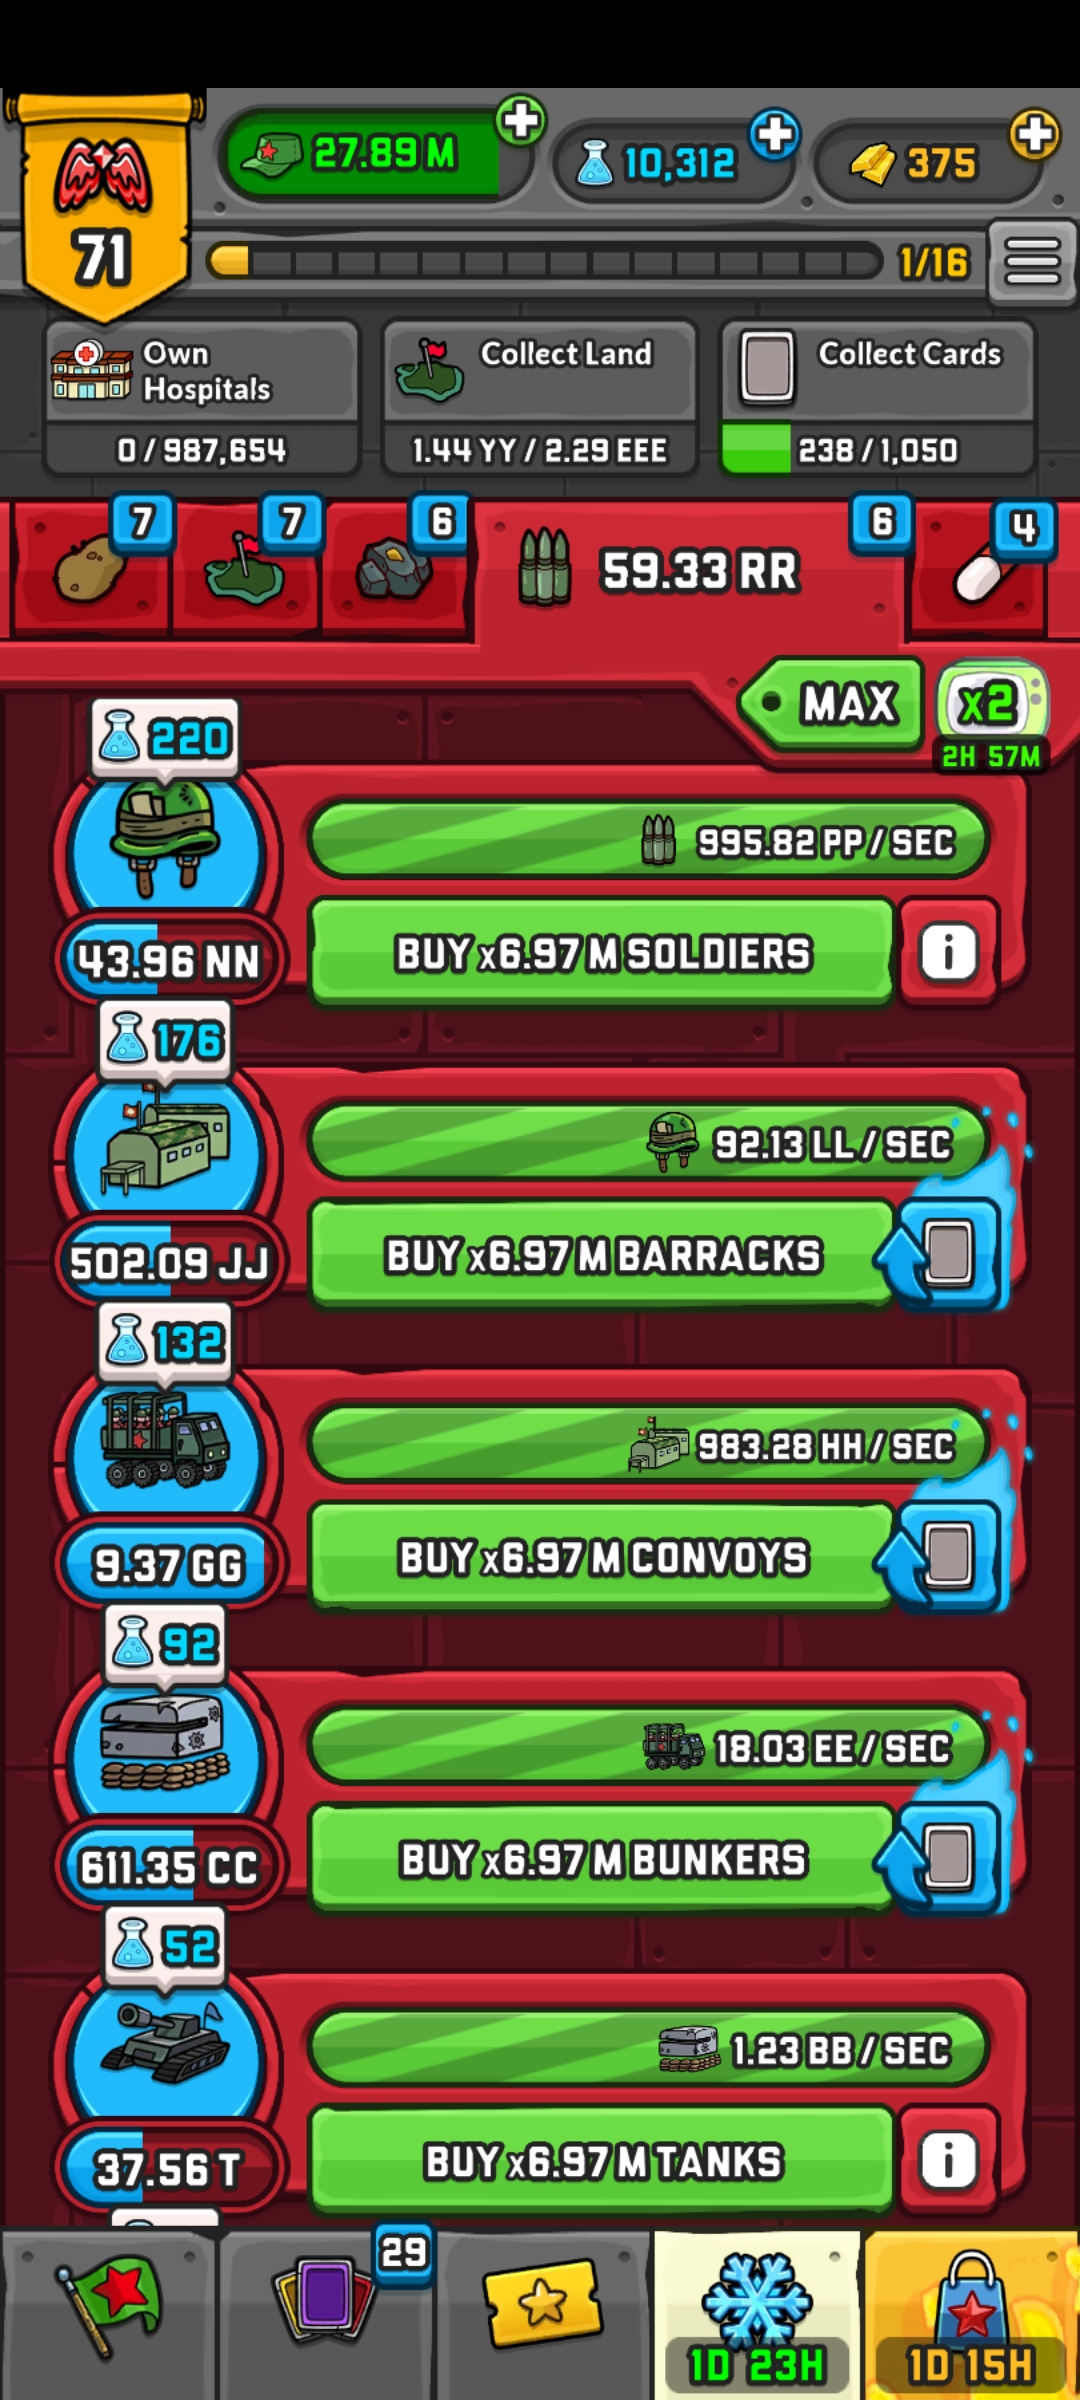 27.89 M
10,312
375
71
1/16
Own
Hospitals
0 / 987,654
Collect Land
1.44 YY / 2.29 EEE
Collect Cards
238 / 1,050
7
7
6
59.33 RR
6
4
MAX
x2
2H 57M
220
995.82 PP / SEC
BUY x6.97 M SOLDIERS
i
43.96 NN
176
92.13 LL / SEC
BUY x6.97 M BARRACKS
502.09 JJ
132
983.28 HH / SEC
BUY x6.97 M CONVOYS
9.37 GG
92
18.03 EE / SEC
BUY x6.97 M BUNKERS
611.35 CC
52
1.23 BB / SEC
BUY x6.97 M TANKS
i
37.56 T
29
1D 23H
1D 15H